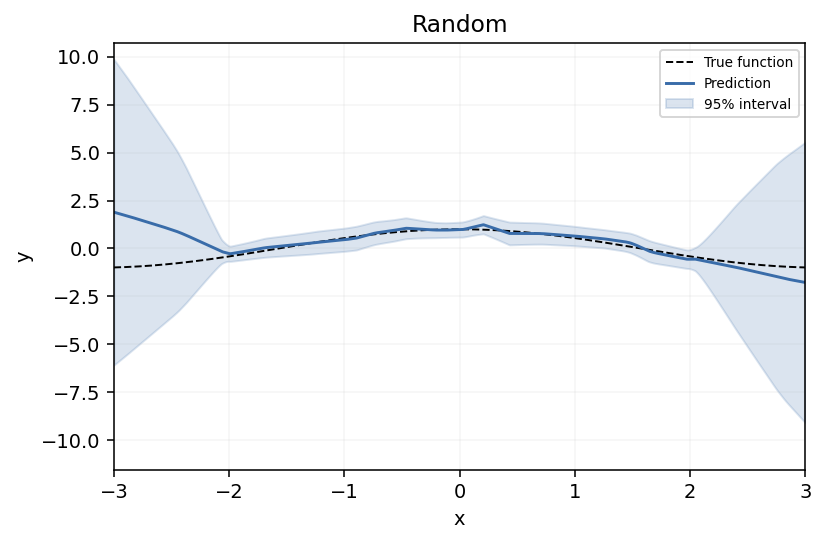 Random
10.0
7.5
5.0
2.5
0.0
−2.5
−5.0
−7.5
−10.0
y
True function
Prediction
95% interval
−3 −2 −1 0 1 2 3
x